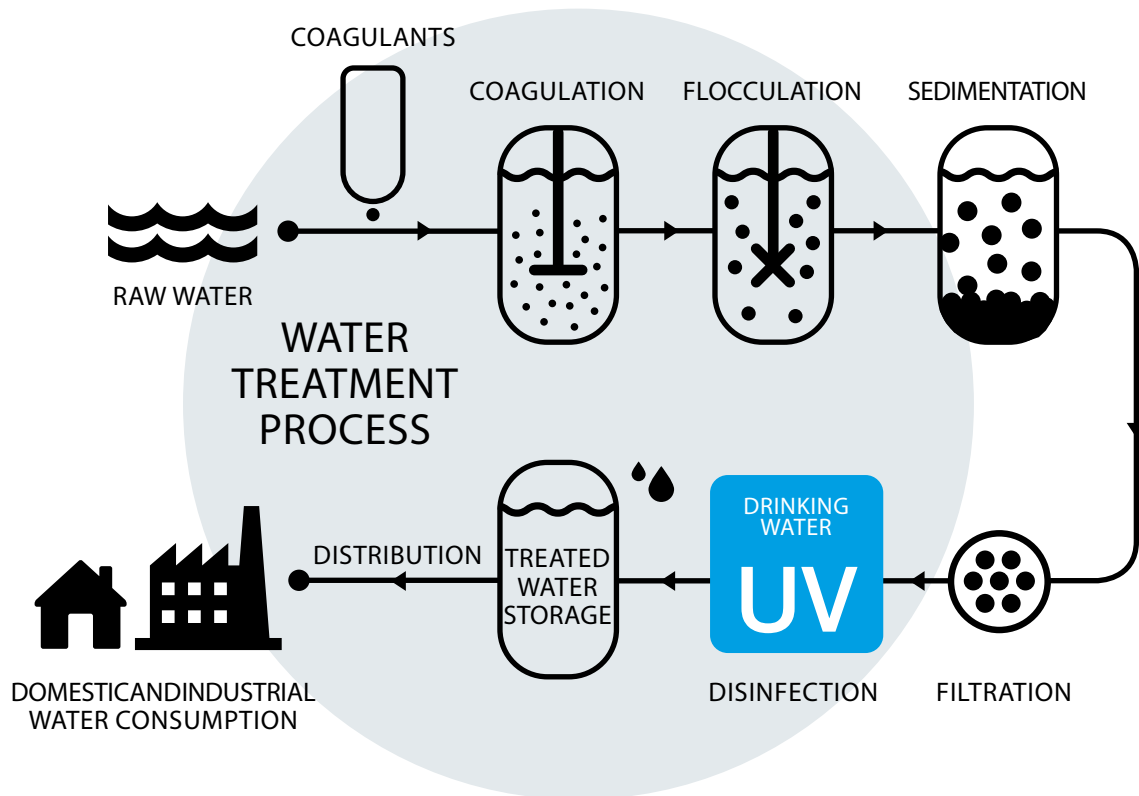 COAGULANTS
COAGULATION
FLOCCULATION
SEDIMENTATION
RAW WATER
WATER
TREATMENT
PROCESS
DRINKING
WATER
UV
DISTRIBUTION
TREATED
WATER
STORAGE
DOMESTICANDINDUSTRIAL
WATER CONSUMPTION
DISINFECTION
FILTRATION